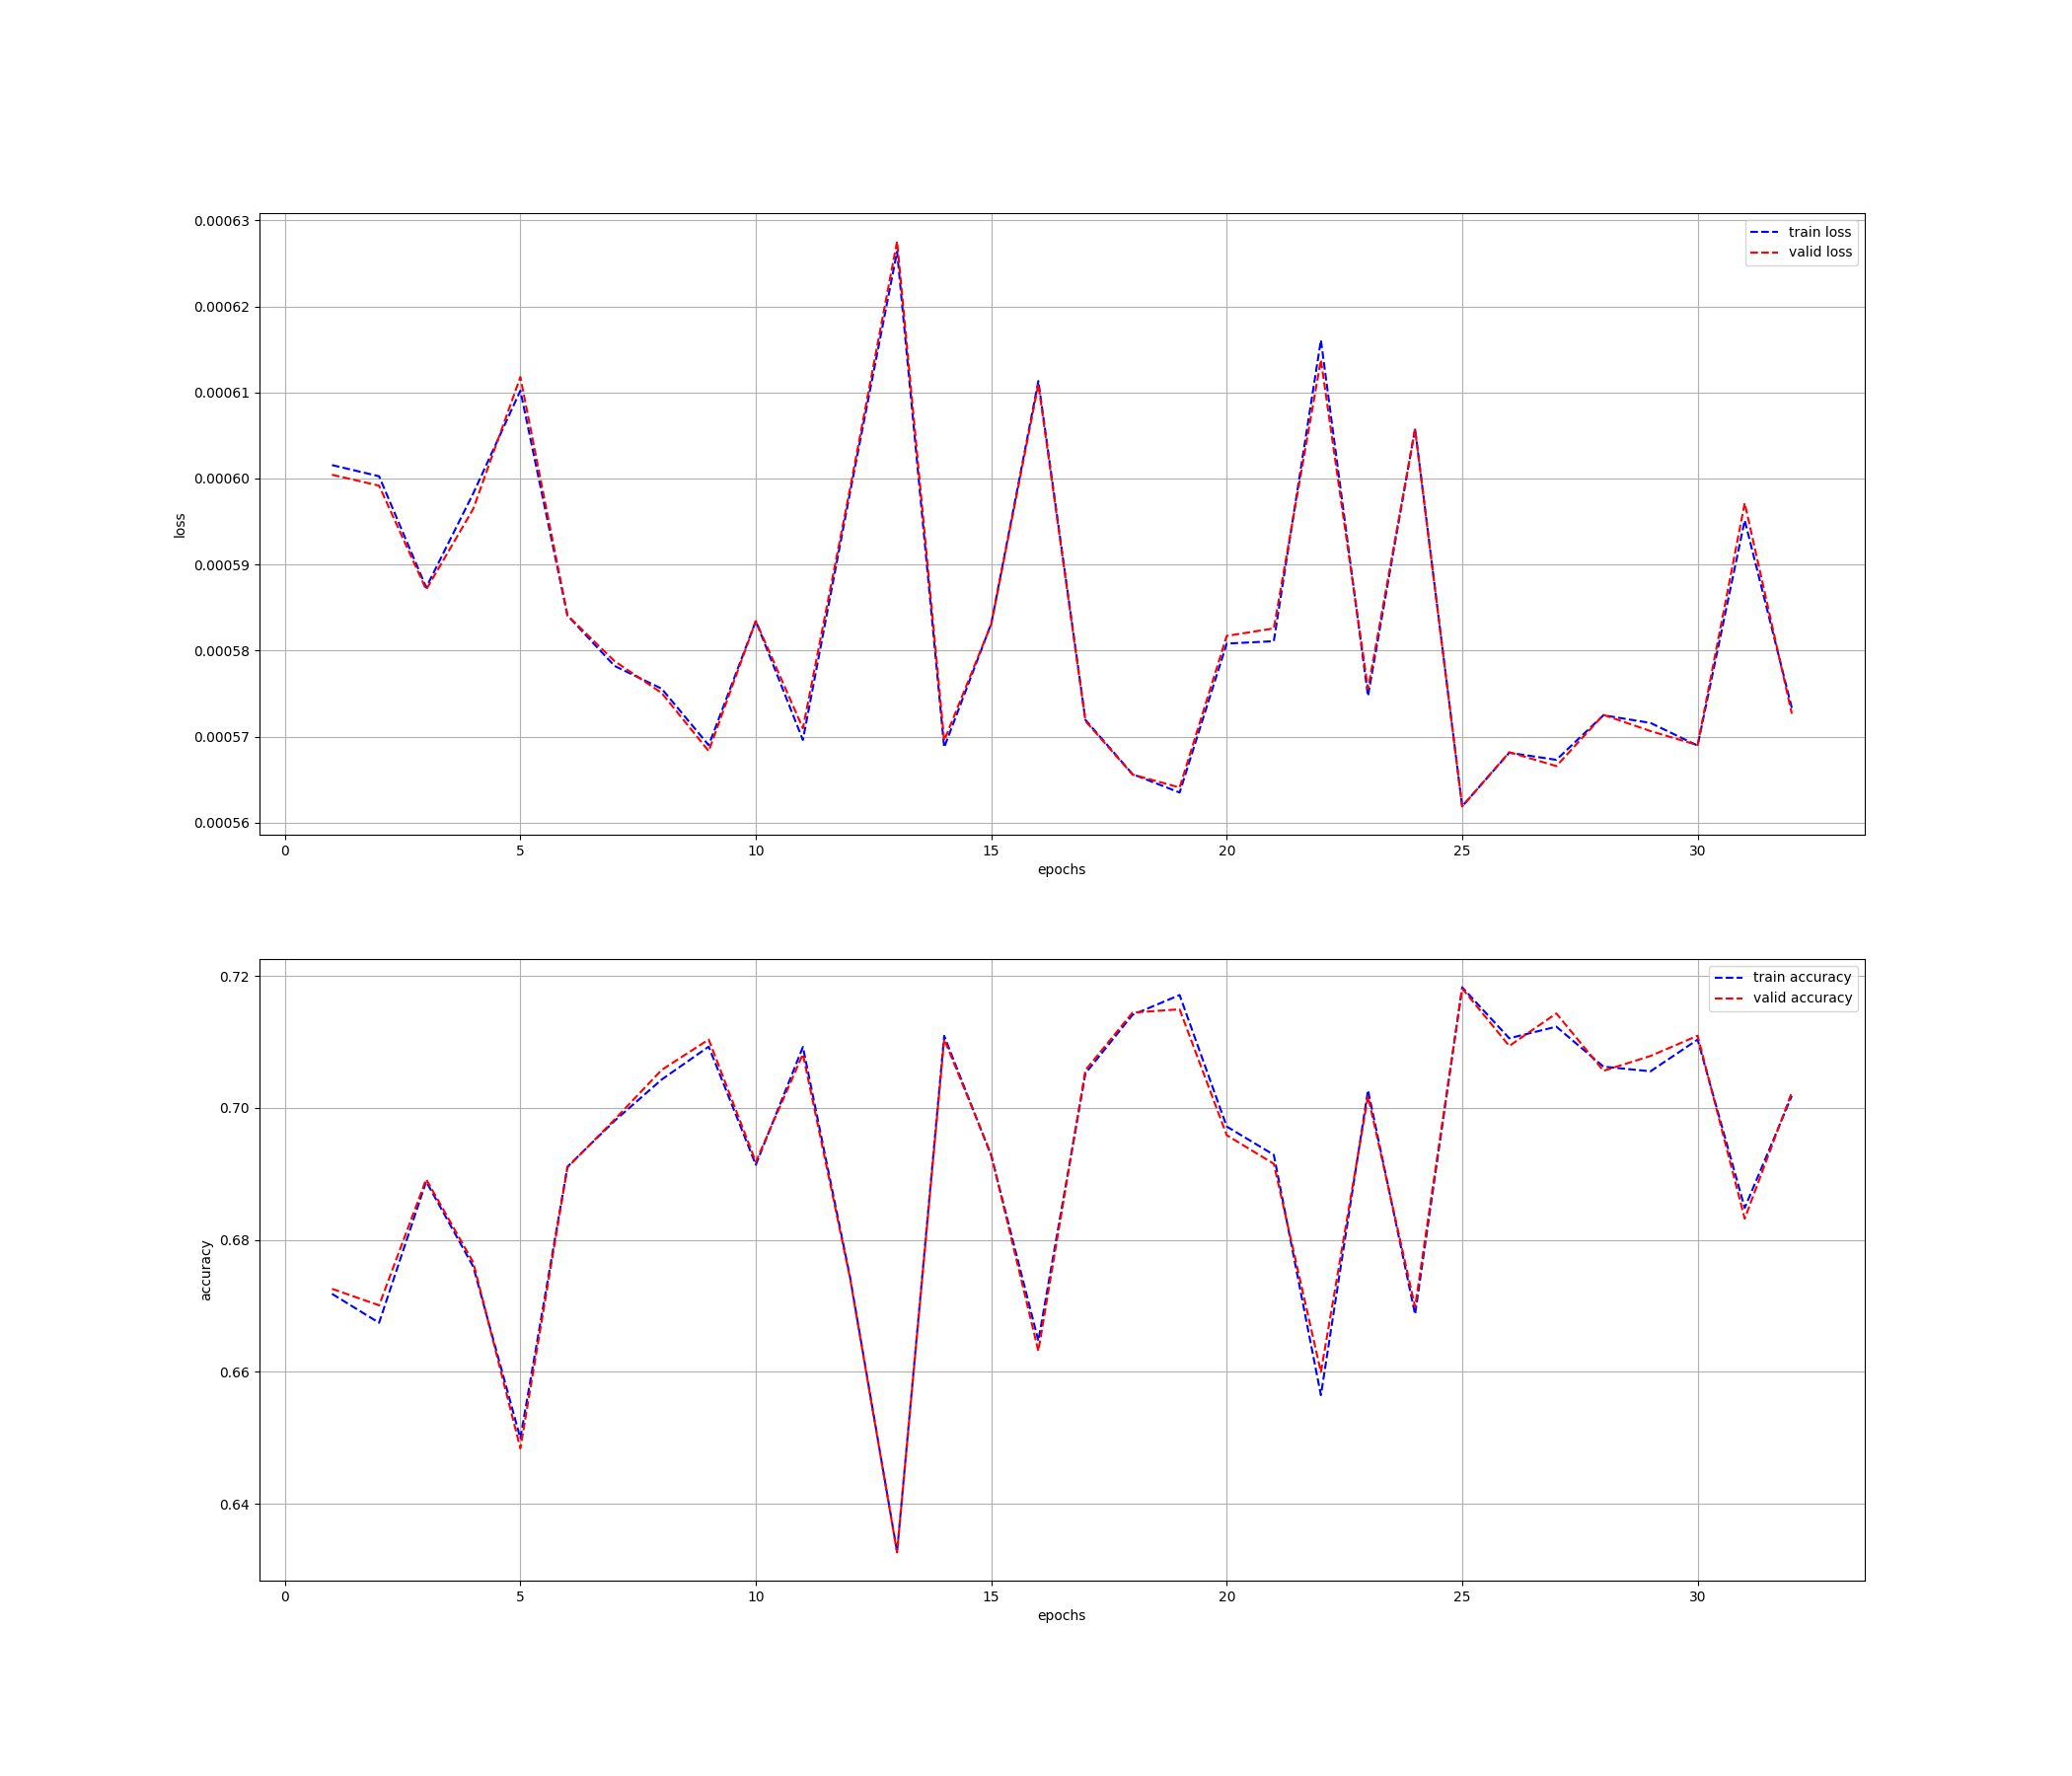 0.00063
0.00062
0.00061
0.00060
0.00059
0.00058
0.00057
0.00056
loss
train loss
valid loss
0 5 10 15 20 25 30
epochs
0.72
0.70
0.68
0.66
0.64
accuracy
train accuracy
valid accuracy
0 5 10 15 20 25 30
epochs